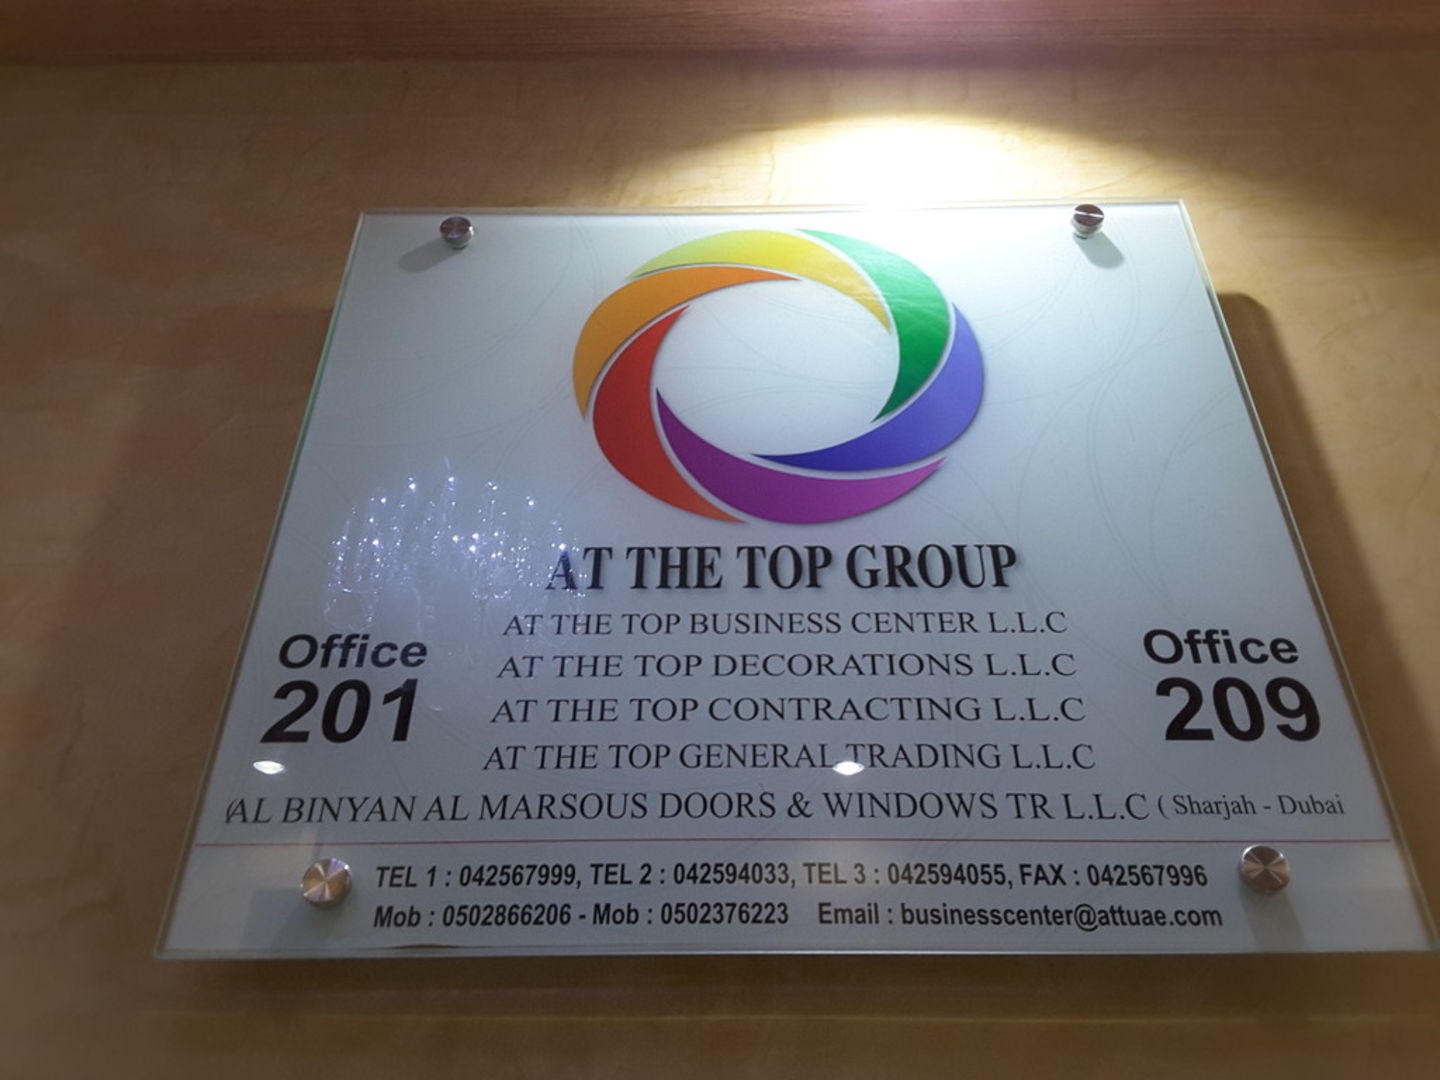 AT THE TOP GROUP
AT THE TOP BUSINESS CENTER L.L.C
AT THE TOP DECORATIONS L.L.C
AT THE TOP CONTRACTING L.L.C
AT THE TOP GENERAL TRADING L.L.C
(AL BINYAN AL MARSOUS DOORS & WINDOWS TR L.L.C ( Sharjah - Dubai
Office
201
Office
209
TEL 1 : 042567999, TEL 2 : 042594033, TEL 3 : 042594055, FAX : 042567996
Mob : 0502866206 - Mob : 0502376223 Email : businesscenter@attuae.com